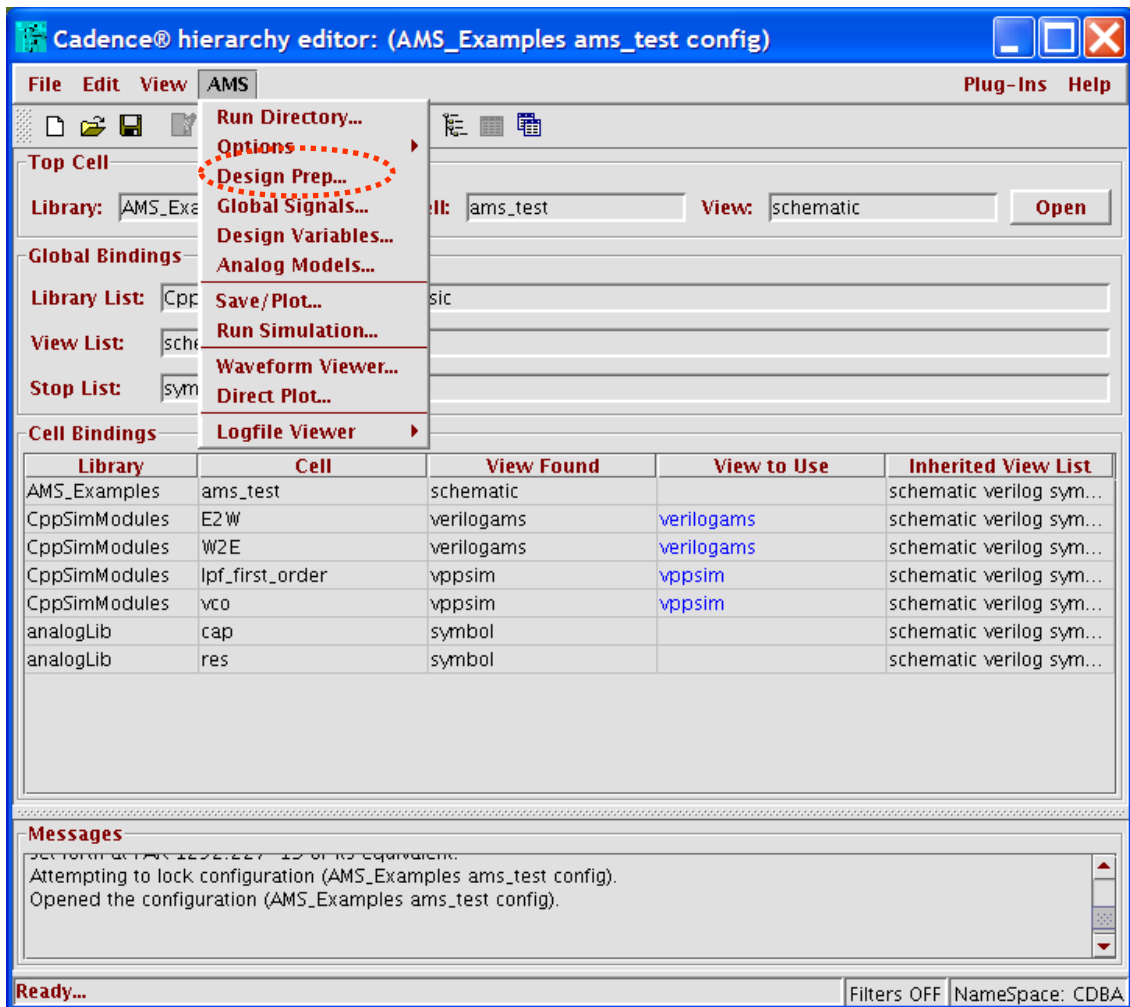 Cadence® hierarchy editor: (AMS_Examples ams_test config)
File Edit View AMS Plug-Ins Help
Run Directory...
Options
Design Prep...
Global Signals...
Design Variables...
Analog Models...
Save/Plot...
Run Simulation...
Waveform Viewer...
Direct Plot...
Logfile Viewer
Top Cell
Library: AMS_Exa ell: ams_test View: schematic Open
Global Bindings
Library List: Cpp sic
View List: sche
Stop List: sym
Cell Bindings
Library Cell View Found View to Use Inherited View List
AMS_Examples ams_test schematic schematic verilog sym...
CppSimModules E2W verilogams verilogams schematic verilog sym...
CppSimModules W2E verilogams verilogams schematic verilog sym...
CppSimModules lpf_first_order vppsim vppsim schematic verilog sym...
CppSimModules vco vppsim vppsim schematic verilog sym...
analogLib cap symbol schematic verilog sym...
analogLib res symbol schematic verilog sym...
Messages
Attempting to lock configuration (AMS_Examples ams_test config).
Opened the configuration (AMS_Examples ams_test config).
Ready... Filters OFF NameSpace: CDBA